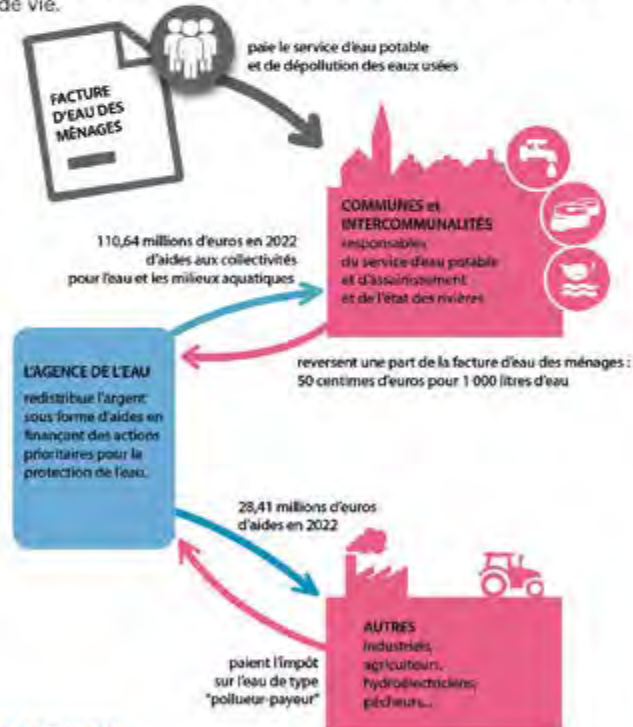 de vie.
paie le service d'eau potable
et de dépollution des eaux usées
FACTURE
D'EAU DES
MÉNAGES
COMMUNES et
INTERCOMMUNALITÉS
responsables
du service d'eau potable
et d'assainissement
et de l'état des rivières
110,64 millions d'euros en 2022
d'aides aux collectivités
pour l'eau et les milieux aquatiques
reversent une part de la facture d'eau des ménages :
50 centimes d'euros pour 1 000 litres d'eau
L'AGENCE DE L'EAU
redistribue l'argent
sous forme d'aides en
finançant des actions
prioritaires pour la
protection de l'eau.
28,41 millions d'euros
d'aides en 2022
AUTRES
industriels,
agriculteurs,
hydroélectriciens,
pêcheurs...
paient l'impôt
sur l'eau de type
"pollueur-payeur"